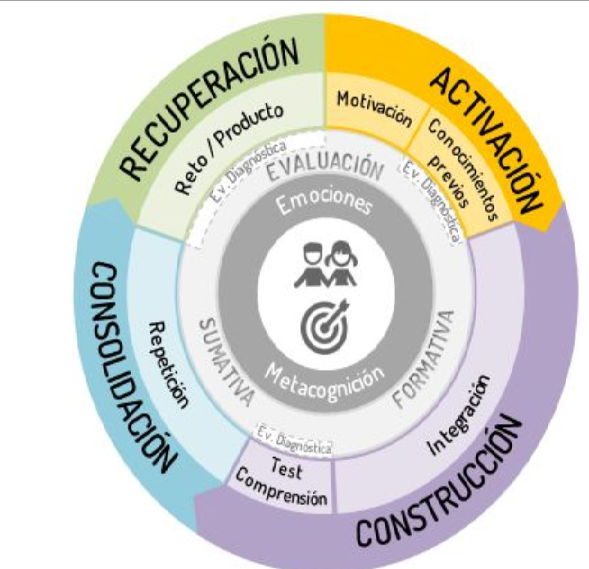 RECUPERACIÓN
ACTIVACIÓN
Reto / Producto
Motivación
Conocimientos
previos
Ev. Diagnóstica
Ev. Diagnóstica
EVALUACIÓN
Emociones
CONSOLIDACIÓN
Repetición
SUMATIVA
FORMATIVA
Metacognición
Integración
Ev. Diagnóstica
Test
Comprensión
CONSTRUCCIÓN